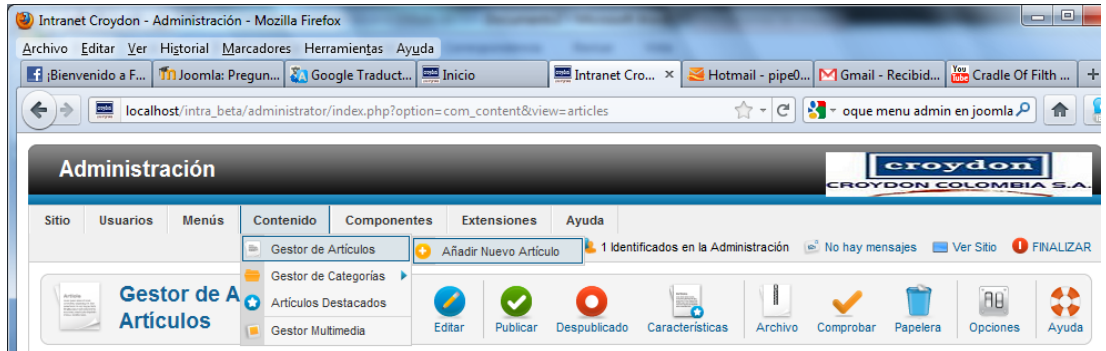 Intranet Croydon - Administración - Mozilla Firefox
Archivo Editar Ver Historial Marcadores Herramientas Ayuda
¡Bienvenido a F... Joomla: Pregun... Google Traduct... Inicio Intranet Cro... × Hotmail - pipe0... Gmail - Recibid... You Tube Cradle Of Filth ... +
localhost/intra_beta/administrator/index.php?option=com_content&view=articles oque menu admin en joomla
Administración croydon
CROYDON COLOMBIA S.A.
Sitio Usuarios Menús Contenido Componentes Extensiones Ayuda
Gestor de Artículos Añadir Nuevo Artículo 1 Identificados en la Administración No hay mensajes Ver Sitio FINALIZAR
Gestor de Categorías
Artículos Destacados
Gestor Multimedia
Gestor de A
Artículos
Editar Publicar Despublicado Características Archivo Comprobar Papelera Opciones Ayuda